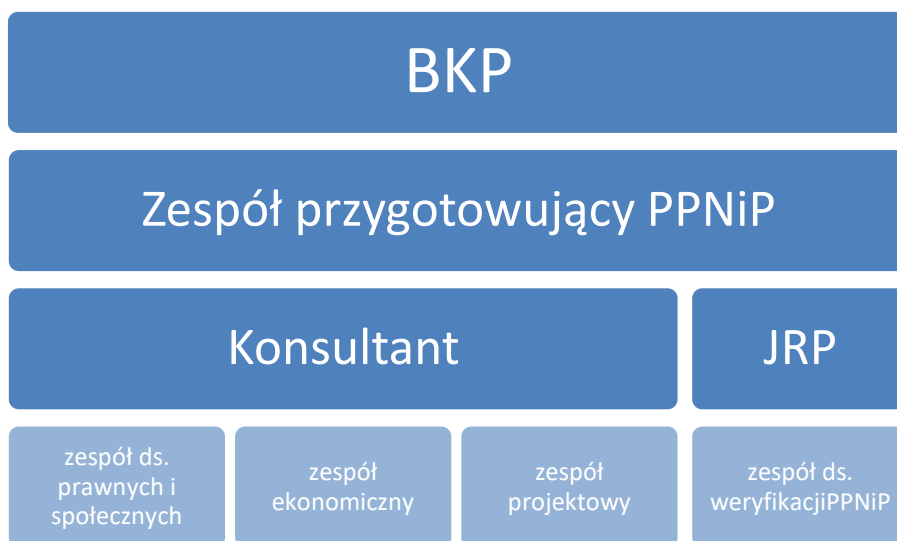 BKP
Zespół przygotowujący PPNiP
Konsultant
JRP
zespół ds.
prawnych i
społecznych
zespół
ekonomiczny
zespół
projektowy
zespół ds.
weryfikacjiPPNiP